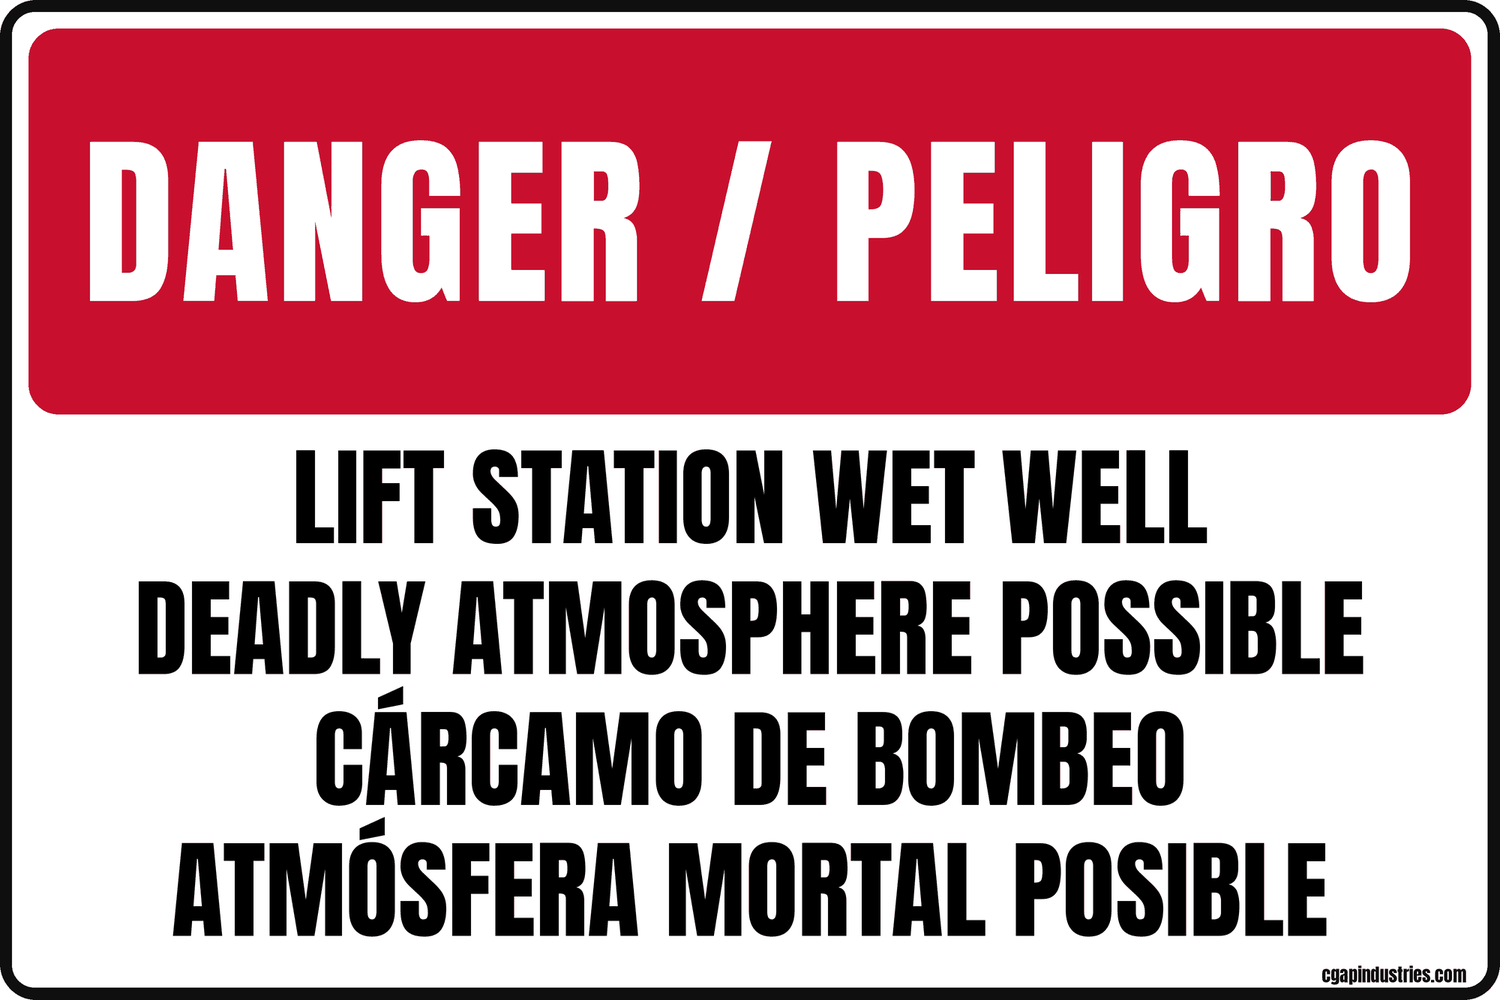 DANGER / PELIGRO
LIFT STATION WET WELL
DEADLY ATMOSPHERE POSSIBLE
CÁRCAMO DE BOMBEO
ATMÓSFERA MORTAL POSIBLE
cgapindustries.com